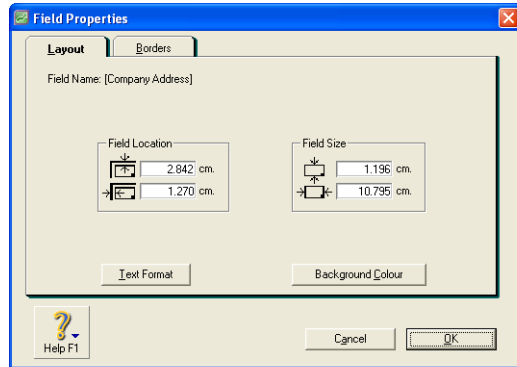 Field Properties
Layout Borders
Field Name: [Company Address]
Field Location Field Size
2.842 cm. 1.196 cm.
1.270 cm. 10.795 cm.
Text Format Background Colour
Help F1 Cancel OK